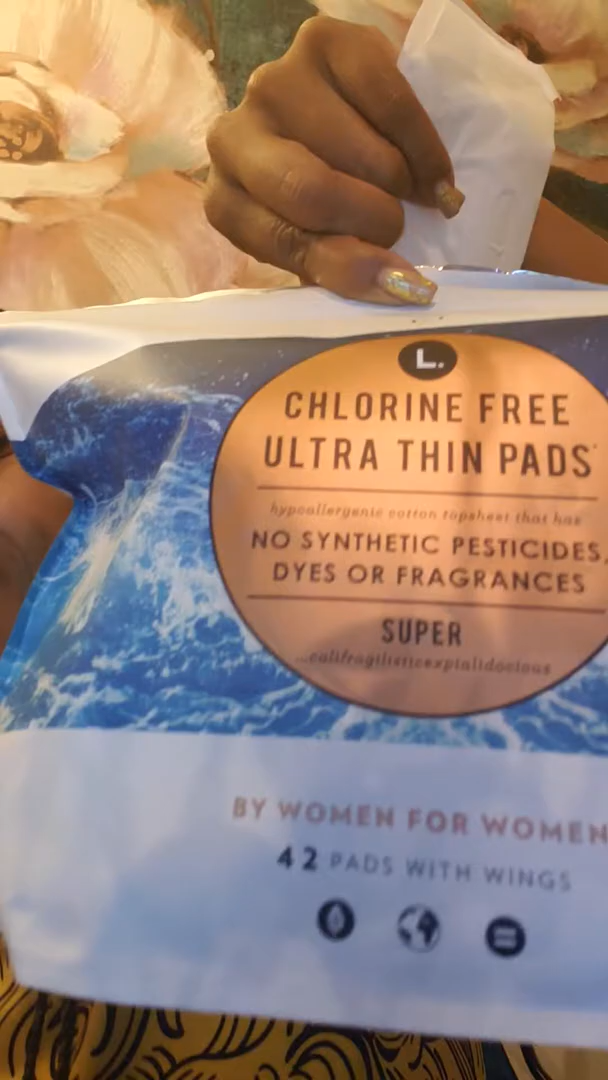 L.
CHLORINE FREE
ULTRA THIN PADS
hypoallergenic cotton topsheet that has
NO SYNTHETIC PESTICIDES,
DYES OR FRAGRANCES
SUPER
...califragilisticexpialidocious
BY WOMEN FOR WOMEN
42 PADS WITH WINGS